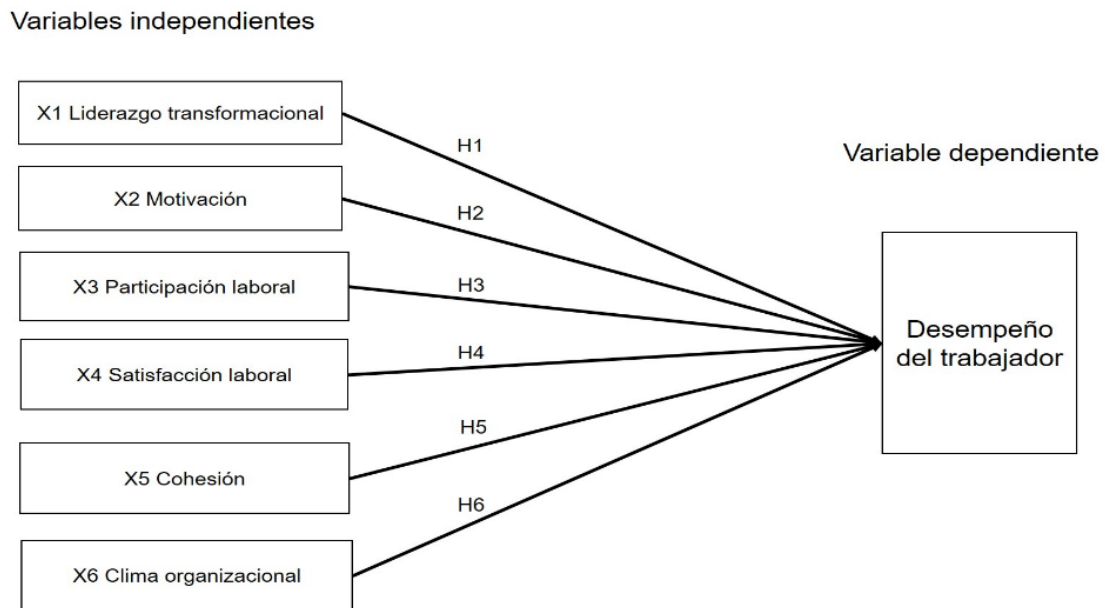 Variables independientes
X1 Liderazgo transformacional
H1
Variable dependiente
X2 Motivación
H2
X3 Participación laboral
H3
Desempeño
del trabajador
X4 Satisfacción laboral
H4
X5 Cohesión
H5
X6 Clima organizacional
H6